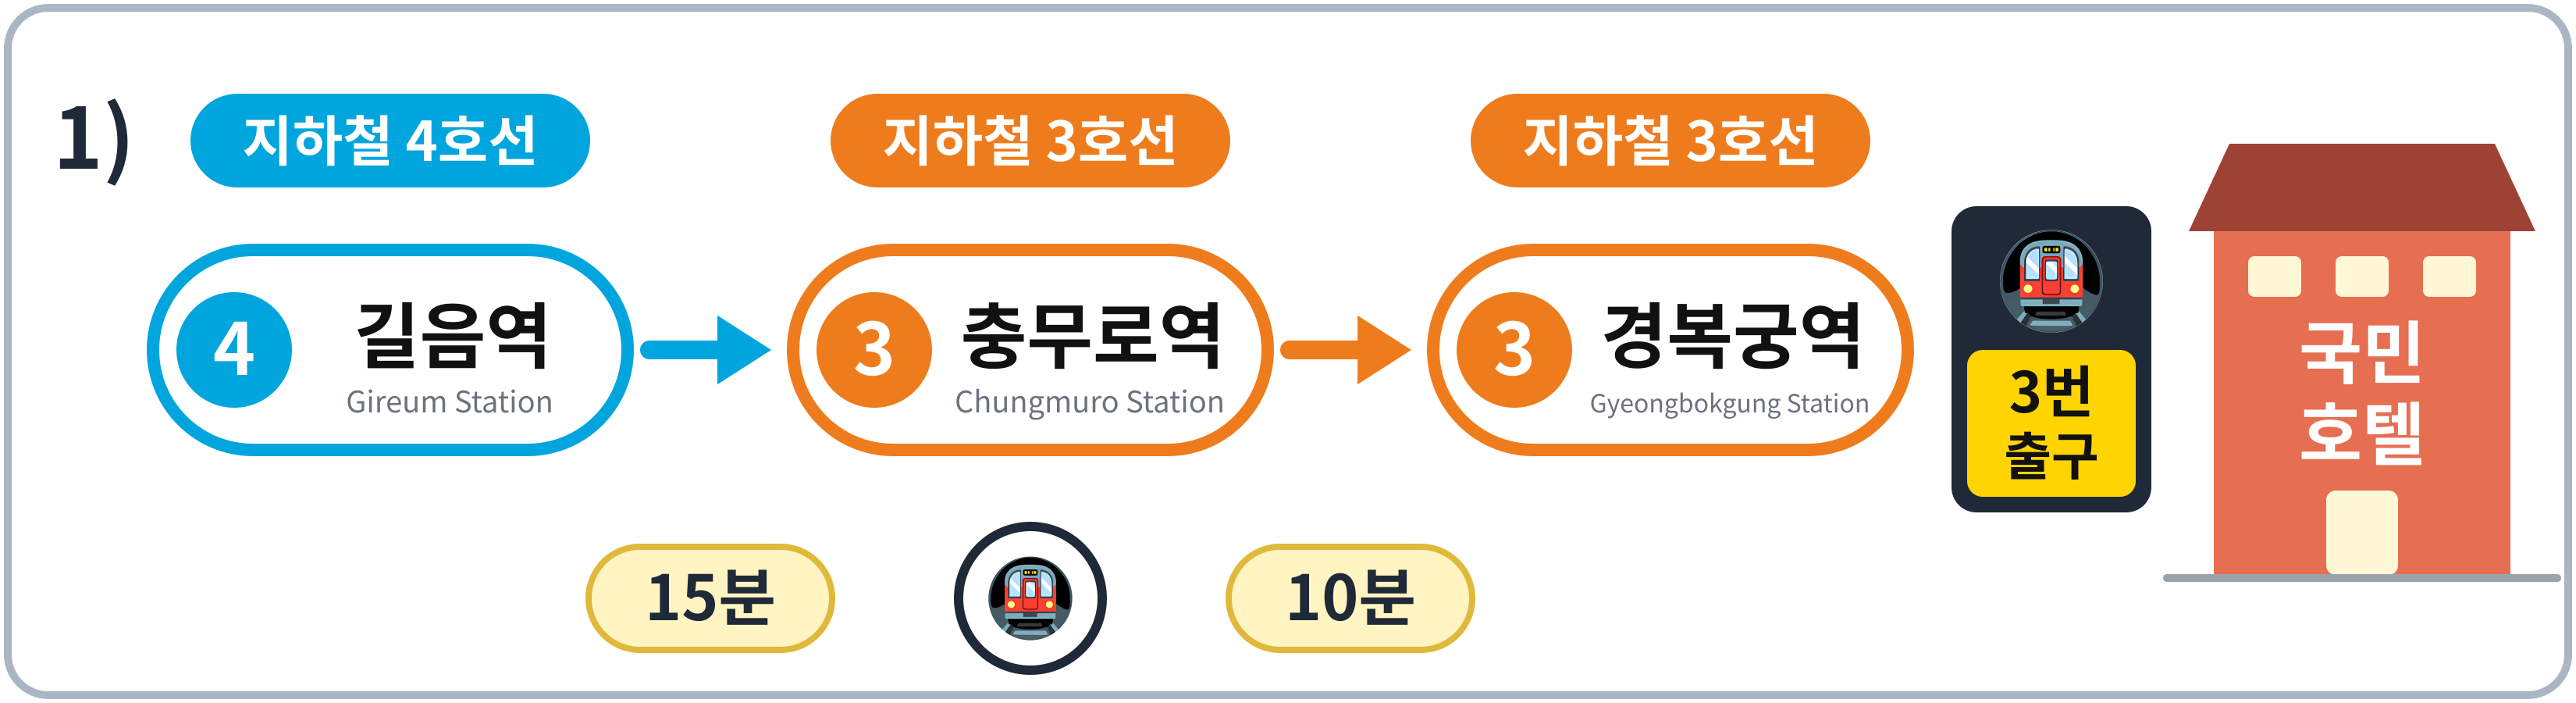 1)
지하철 4호선
지하철 3호선
지하철 3호선
4
길음역
Gireum Station
3
충무로역
Chungmuro Station
3
경복궁역
Gyeongbokgung Station
3번
출구
국민
호텔
15분
10분